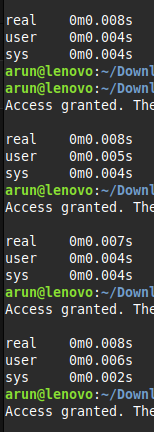 real    0m0.008s
user    0m0.004s
sys     0m0.004s
arun@lenovo:~/Downl
arun@lenovo:~/Downl
Access granted. The
real    0m0.008s
user    0m0.005s
sys     0m0.004s
arun@lenovo:~/Downl
Access granted. The
real    0m0.007s
user    0m0.004s
sys     0m0.004s
arun@lenovo:~/Downl
Access granted. The
real    0m0.008s
user    0m0.006s
sys     0m0.002s
arun@lenovo:~/Downl
Access granted. The